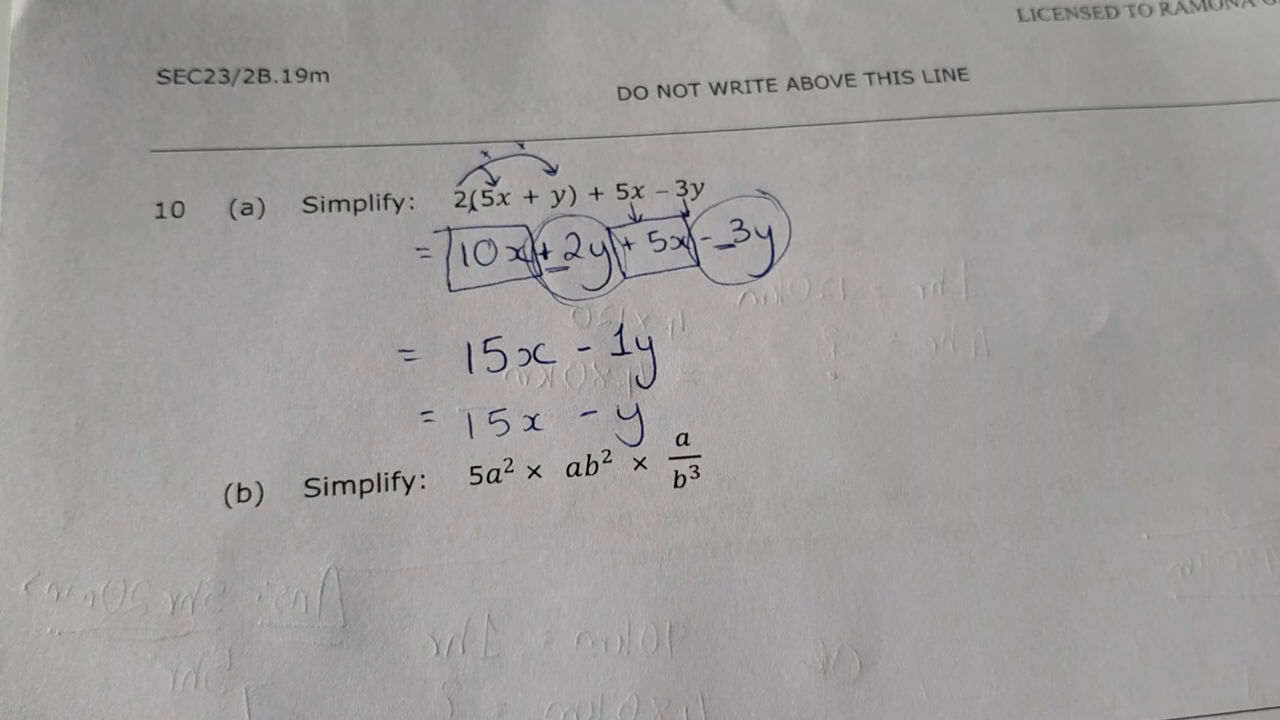 LICENSED TO RAMONA G
SEC23/2B.19m
DO NOT WRITE ABOVE THIS LINE
10 (a) Simplify: 2(5x + y) + 5x − 3y
= 10x + 2y + 5x - 3y
= 15x - 1y
= 15x - y
(b) Simplify: 5a² × ab² × a/b³